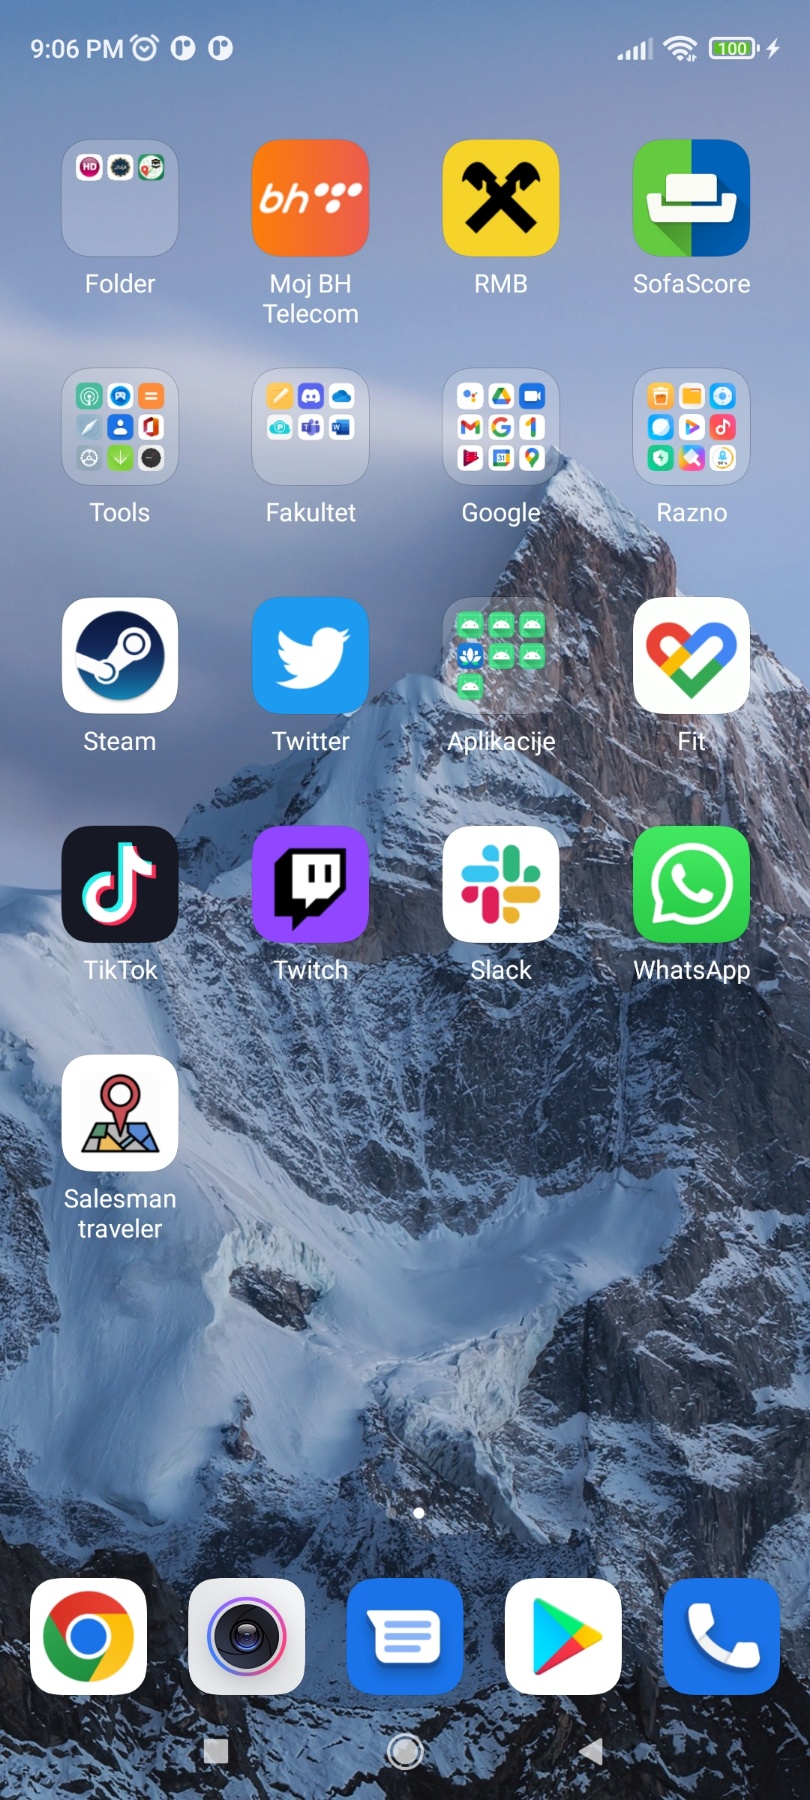 9:06 PM 100
Folder
bh
Moj BH
Telecom
RMB
SofaScore
Tools
Fakultet
Google
Razno
Steam
Twitter
Aplikacije
Fit
TikTok
Twitch
Slack
WhatsApp
Salesman
traveler